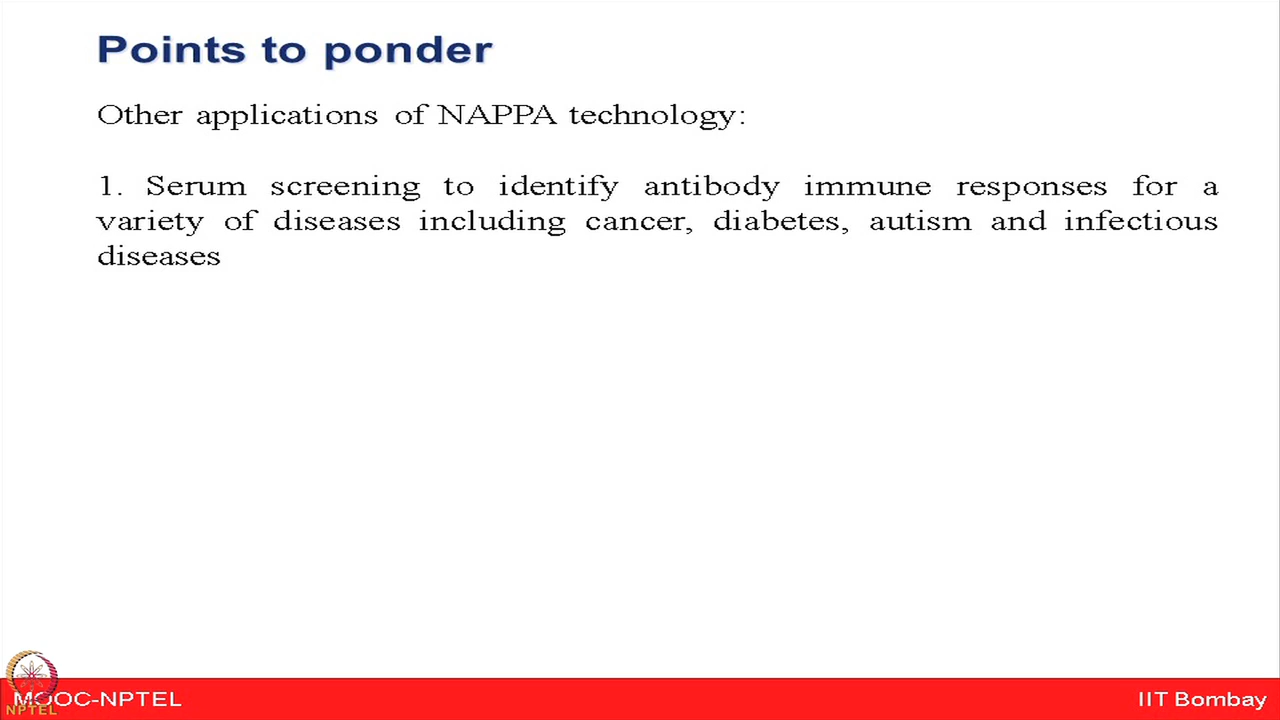 Points to ponder
Other applications of NAPPA technology:
1. Serum screening to identify antibody immune responses for a
variety of diseases including cancer, diabetes, autism and infectious
diseases
MOOC-NPTEL
NPTEL
IIT Bombay